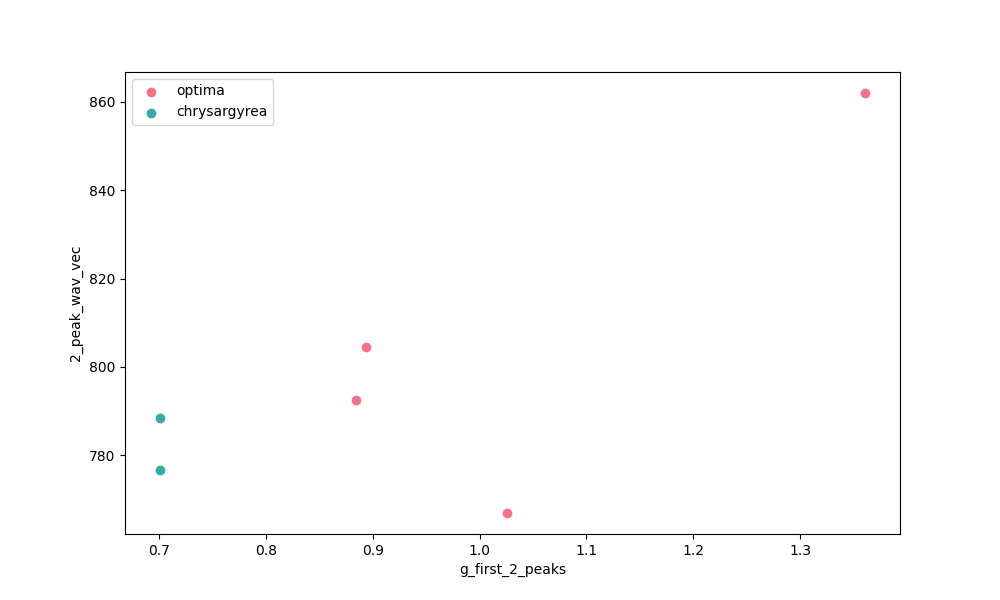 optima
chrysargyrea
860
840
820
800
780
2_peak_wav_vec
0.7 0.8 0.9 1.0 1.1 1.2 1.3
g_first_2_peaks